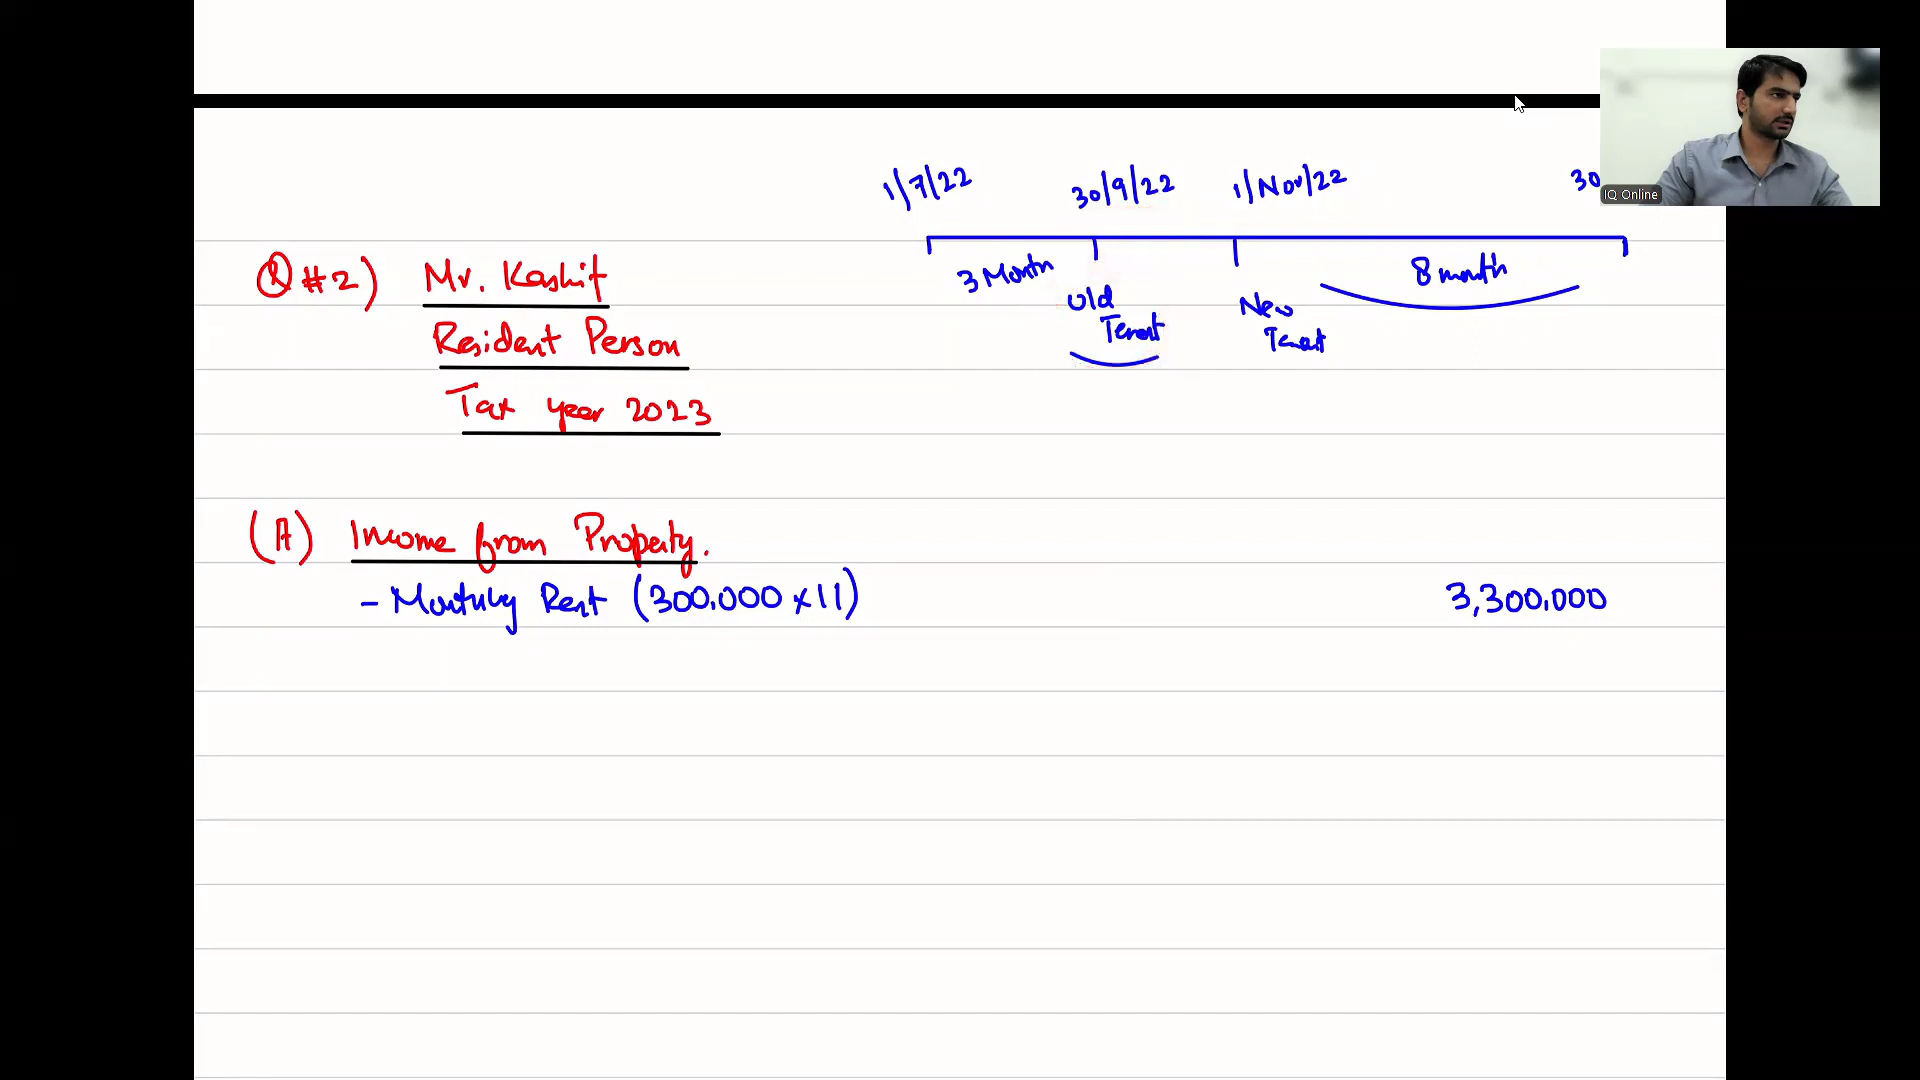 1/7/22 30/9/22 1/Nov/22 30
IQ Online
3 Month 8 month
Old Tenant
New Tenant
Q #2) Mr. Kashif
Resident Person
Tax year 2023
(A) Income from Property.
- Monthly Rent (300,000 x 11) 3,300,000